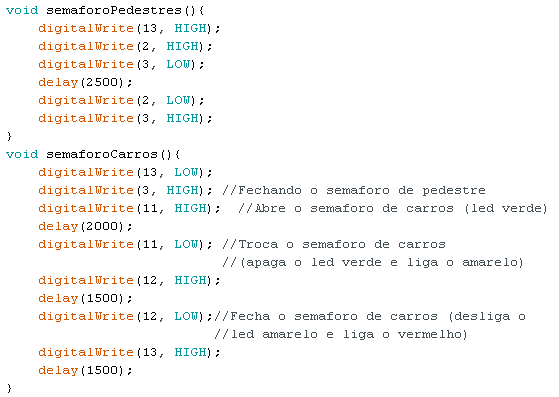 void semaforoPedestres(){
    digitalWrite(13, HIGH);
    digitalWrite(2, HIGH);
    digitalWrite(3, LOW);
    delay(2500);
    digitalWrite(2, LOW);
    digitalWrite(3, HIGH);
}
void semaforoCarros(){
    digitalWrite(13, LOW);
    digitalWrite(3, HIGH); //Fechando o semaforo de pedestre
    digitalWrite(11, HIGH);  //Abre o semaforo de carros (led verde)
    delay(2000);
    digitalWrite(11, LOW); //Troca o semaforo de carros
                           //(apaga o led verde e liga o amarelo)
    digitalWrite(12, HIGH);
    delay(1500);
    digitalWrite(12, LOW);//Fecha o semaforo de carros (desliga o
                          //led amarelo e liga o vermelho)
    digitalWrite(13, HIGH);
    delay(1500);
}